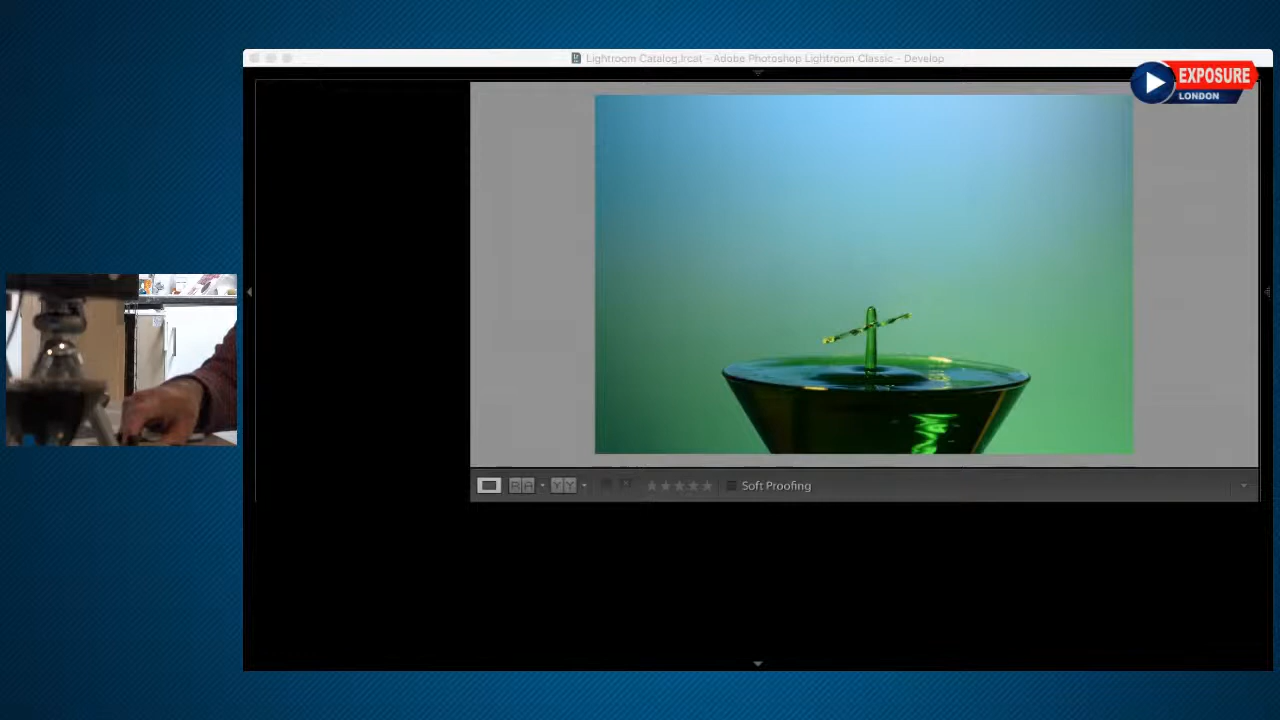 Lightroom Catalog.lrcat - Adobe Photoshop Lightroom Classic - Develop
EXPOSURE
LONDON
R A
Y Y
Soft Proofing